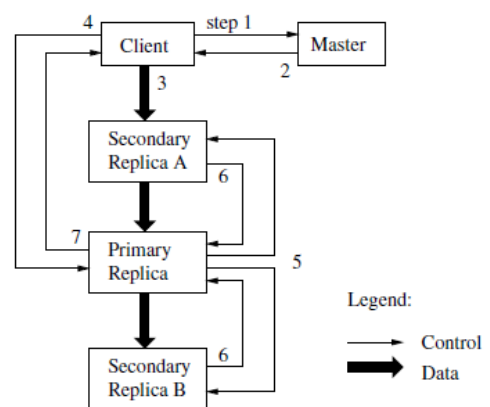 4
step 1
Client
Master
2
3
Secondary
Replica A
6
7
Primary
Replica
5
Legend:
6
Control
Secondary
Replica B
Data